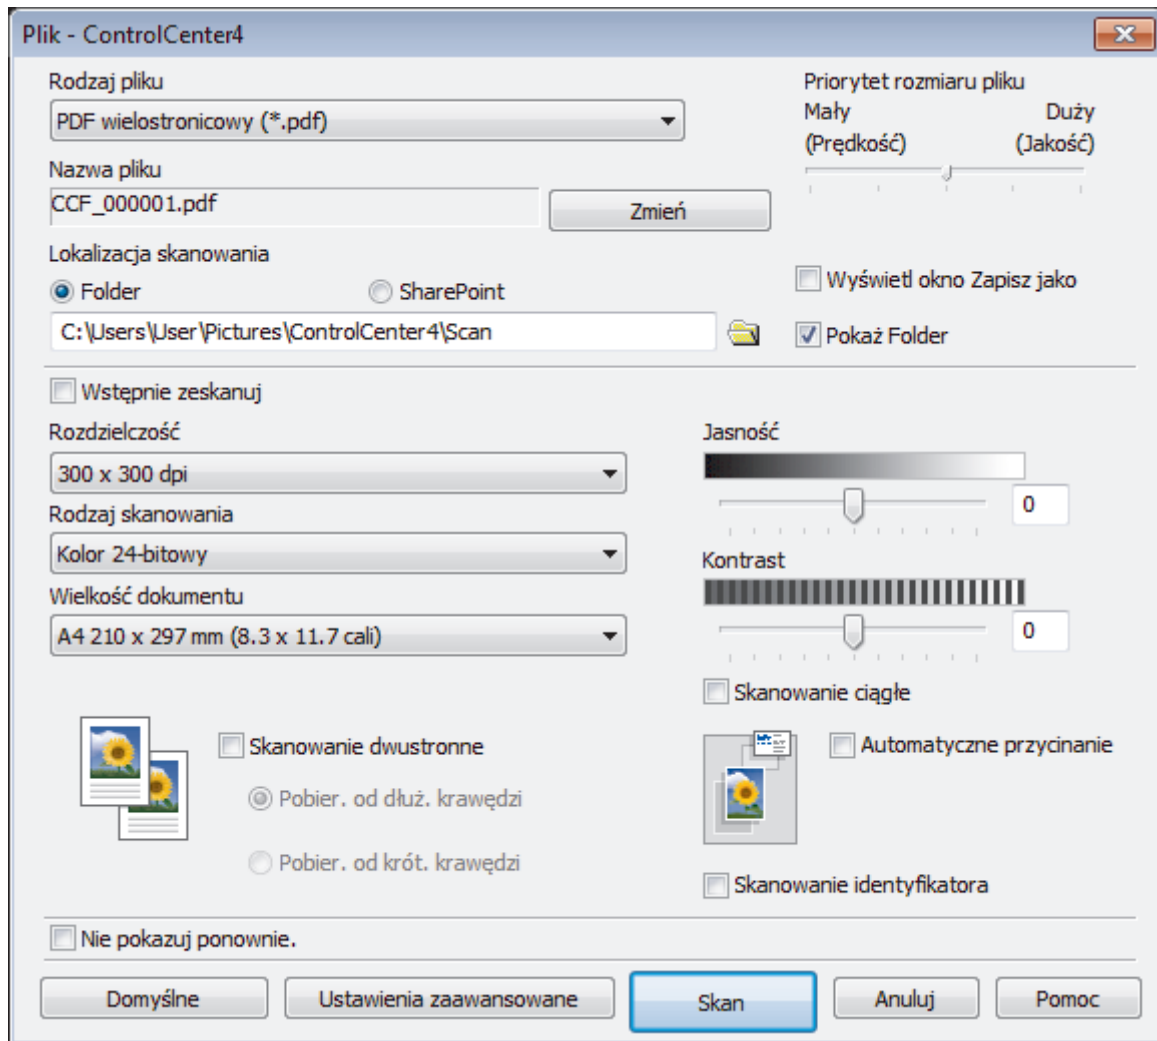 Plik - ControlCenter4
Rodzaj pliku
PDF wielostronicowy (*.pdf)
Priorytet rozmiaru pliku
Mały Duży
(Prędkość) (Jakość)
Nazwa pliku
CCF_000001.pdf
Zmień
Lokalizacja skanowania
Folder SharePoint
Wyświetl okno Zapisz jako
C:\Users\User\Pictures\ControlCenter4\Scan
Pokaż Folder
Wstępnie zeskanuj
Rozdzielczość
300 x 300 dpi
Rodzaj skanowania
Kolor 24-bitowy
Wielkość dokumentu
A4 210 x 297 mm (8.3 x 11.7 cali)
Jasność
0
Kontrast
0
Skanowanie ciągłe
Skanowanie dwustronne
Pobier. od dłuż. krawędzi
Pobier. od krót. krawędzi
Automatyczne przycinanie
Skanowanie identyfikatora
Nie pokazuj ponownie.
Domyślne Ustawienia zaawansowane Skan Anuluj Pomoc